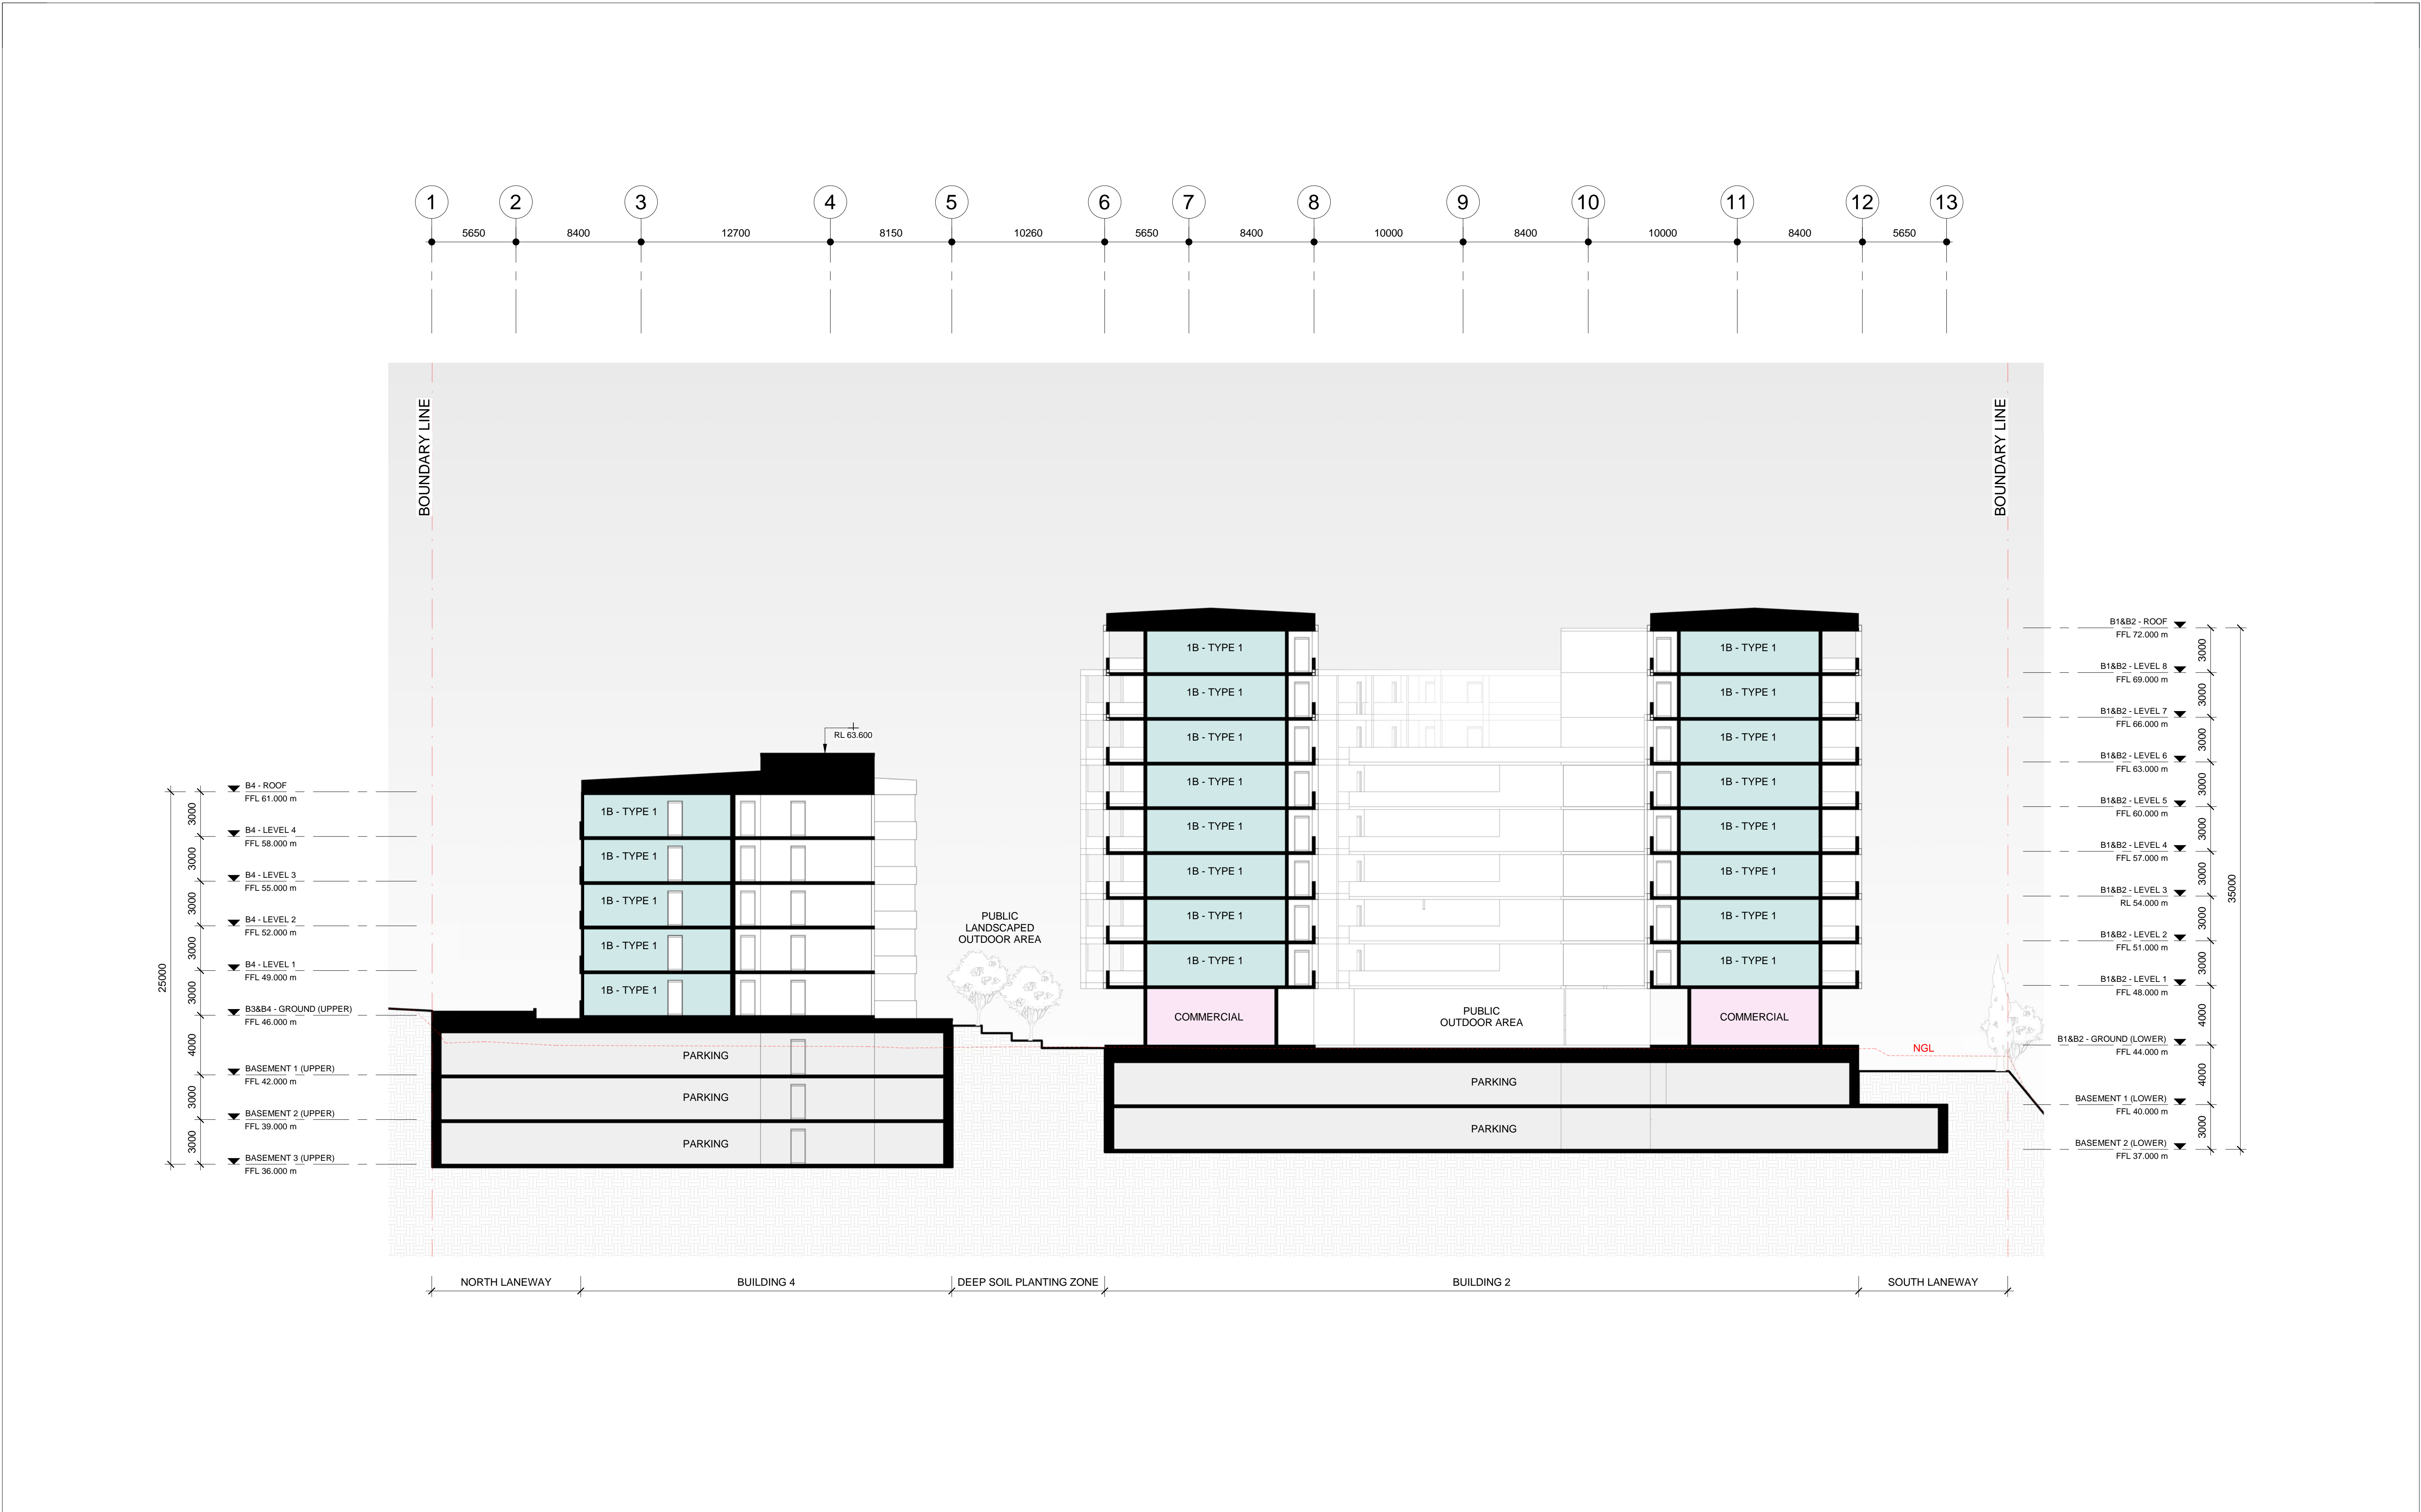 1 2 3 4 5 6 7 8 9 10 11 12 13
5650 8400 12700 8150 10260 5650 8400 10000 8400 10000 8400 5650
BOUNDARY LINE
BOUNDARY LINE
RL 63.600
B4 - ROOF
FFL 61.000 m
B4 - LEVEL 4
FFL 58.000 m
B4 - LEVEL 3
FFL 55.000 m
B4 - LEVEL 2
FFL 52.000 m
B4 - LEVEL 1
FFL 49.000 m
B3&B4 - GROUND (UPPER)
FFL 46.000 m
BASEMENT 1 (UPPER)
FFL 42.000 m
BASEMENT 2 (UPPER)
FFL 39.000 m
BASEMENT 3 (UPPER)
FFL 36.000 m
3000
3000
3000
3000
3000
4000
3000
3000
25000
1B - TYPE 1
1B - TYPE 1
1B - TYPE 1
1B - TYPE 1
1B - TYPE 1
PARKING
PARKING
PARKING
PUBLIC
LANDSCAPED
OUTDOOR AREA
1B - TYPE 1
1B - TYPE 1
1B - TYPE 1
1B - TYPE 1
1B - TYPE 1
1B - TYPE 1
1B - TYPE 1
1B - TYPE 1
COMMERCIAL
PUBLIC
OUTDOOR AREA
1B - TYPE 1
1B - TYPE 1
1B - TYPE 1
1B - TYPE 1
1B - TYPE 1
1B - TYPE 1
1B - TYPE 1
1B - TYPE 1
COMMERCIAL
PARKING
PARKING
NGL
B1&B2 - ROOF
FFL 72.000 m
B1&B2 - LEVEL 8
FFL 69.000 m
B1&B2 - LEVEL 7
FFL 66.000 m
B1&B2 - LEVEL 6
FFL 63.000 m
B1&B2 - LEVEL 5
FFL 60.000 m
B1&B2 - LEVEL 4
FFL 57.000 m
B1&B2 - LEVEL 3
RL 54.000 m
B1&B2 - LEVEL 2
FFL 51.000 m
B1&B2 - LEVEL 1
FFL 48.000 m
B1&B2 - GROUND (LOWER)
FFL 44.000 m
BASEMENT 1 (LOWER)
FFL 40.000 m
BASEMENT 2 (LOWER)
FFL 37.000 m
3000
3000
3000
3000
3000
3000
3000
3000
4000
4000
3000
35000
NORTH LANEWAY BUILDING 4 DEEP SOIL PLANTING ZONE BUILDING 2 SOUTH LANEWAY